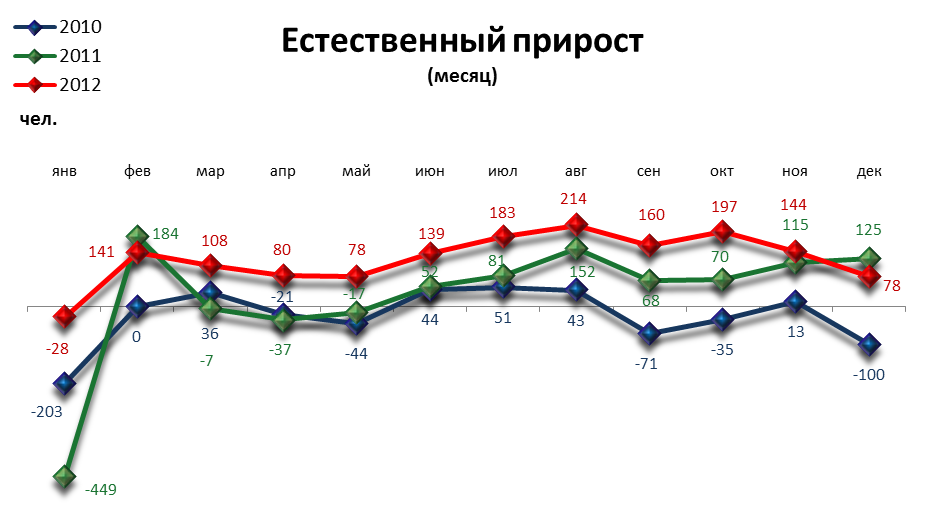 2010
Естественный прирост
2011
(месяц)
2012
чел.
янв фев мар апр май июн июл авг сен окт ноя дек
-28 141 108 80 78 139 183 214 160 197 144 78
-449 184 -7 -37 -17 52 81 152 68 70 115 125
-203 0 36 -21 -44 44 51 43 -71 -35 13 -100